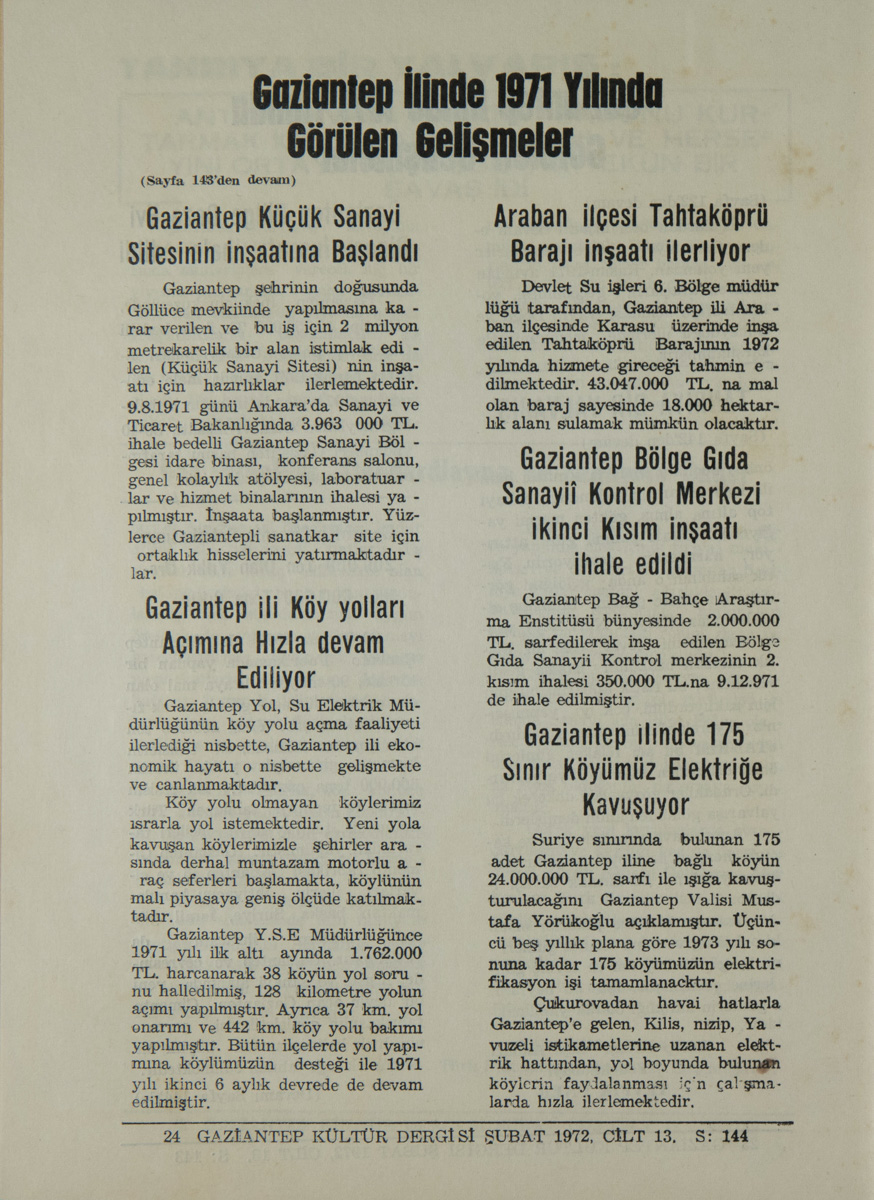 Gaziantep İlinde 1971 Yılında
Görülen Gelişmeler
(Sayfa 143'den devam)
Gaziantep Küçük Sanayi
Sitesinin inşaatına Başlandı
Gaziantep şehrinin doğusunda
Göllüce mevkiinde yapılmasına ka -
rar verilen ve bu iş için 2 milyon
metrekarelik bir alan istimlak edi -
len (Küçük Sanayi Sitesi) nin inşa-
atı için hazırlıklar ilerlemektedir.
9.8.1971 günü Ankara'da Sanayi ve
Ticaret Bakanlığında 3.963 000 TL.
ihale bedelli Gaziantep Sanayi Böl -
gesi idare binası, konferans salonu,
genel kolaylık atölyesi, laboratuar -
lar ve hizmet binalarının ihalesi ya -
pılmıştır. İnşaata başlanmıştır. Yüz-
lerce Gaziantepli sanatkar site için
ortaklık hisselerini yatırmaktadır -
lar.
Gaziantep ili Köy yolları
Açımına Hızla devam
Ediliyor
Gaziantep Yol, Su Elektrik Mü-
dürlüğünün köy yolu açma faaliyeti
ilerlediği nisbette, Gaziantep ili eko-
nomik hayatı o nisbette gelişmekte
ve canlanmaktadır.
Köy yolu olmayan köylerimiz
ısrarla yol istemektedir. Yeni yola
kavuşan köylerimizle şehirler ara -
sında derhal muntazam motorlu a -
raç seferleri başlamakta, köylünün
malı piyasaya geniş ölçüde katılmak-
tadır.
Gaziantep Y.S.E Müdürlüğünce
1971 yılı ilk altı ayında 1.762.000
TL. harcanarak 38 köyün yol soru -
nu halledilmiş, 128 kilometre yolun
açımı yapılmıştır. Ayrıca 37 km. yol
onarımı ve 442 km. köy yolu bakımı
yapılmıştır. Bütün ilçelerde yol yapı-
mına köylümüzün desteği ile 1971
yılı ikinci 6 aylık devrede de devam
edilmiştir.
Araban ilçesi Tahtaköprü
Barajı inşaatı ilerliyor
Devlet Su işleri 6. Bölge müdür
lüğü tarafından, Gaziantep ili Ara -
ban ilçesinde Karasu üzerinde inşa
edilen Tahtaköprü Barajının 1972
yılında hizmete gireceği tahmin e -
dilmektedir. 43.047.000 TL. na mal
olan baraj sayesinde 18.000 hektar-
lık alanı sulamak mümkün olacaktır.
Gaziantep Bölge Gıda
Sanayiî Kontrol Merkezi
ikinci Kısım inşaatı
ihale edildi
Gaziantep Bağ - Bahçe Araştır-
ma Enstitüsü bünyesinde 2.000.000
TL. sarfedilerek inşa edilen Bölge
Gıda Sanayii Kontrol merkezinin 2.
kısım ihalesi 350.000 TL.na 9.12.971
de ihale edilmiştir.
Gaziantep ilinde 175
Sınır Köyümüz Elektriğe
Kavuşuyor
Suriye sınırında bulunan 175
adet Gaziantep iline bağlı köyün
24.000.000 TL. sarfı ile ışığa kavuş-
turulacağını Gaziantep Valisi Mus-
tafa Yörükoğlu açıklamıştır. Üçün-
cü beş yıllık plana göre 1973 yılı so-
nuna kadar 175 köyümüzün elektri-
fikasyon işi tamamlanacktır.
Çukurovadan havai hatlarla
Gaziantep'e gelen, Kilis, nizip, Ya -
vuzeli istikametlerine uzanan elekt-
rik hattından, yol boyunda bulunan
köylerin faydalanması için çalışma-
larda hızla ilerlemektedir.
24 GAZİANTEP KÜLTÜR DERGİSİ ŞUBAT 1972, CİLT 13. S: 144